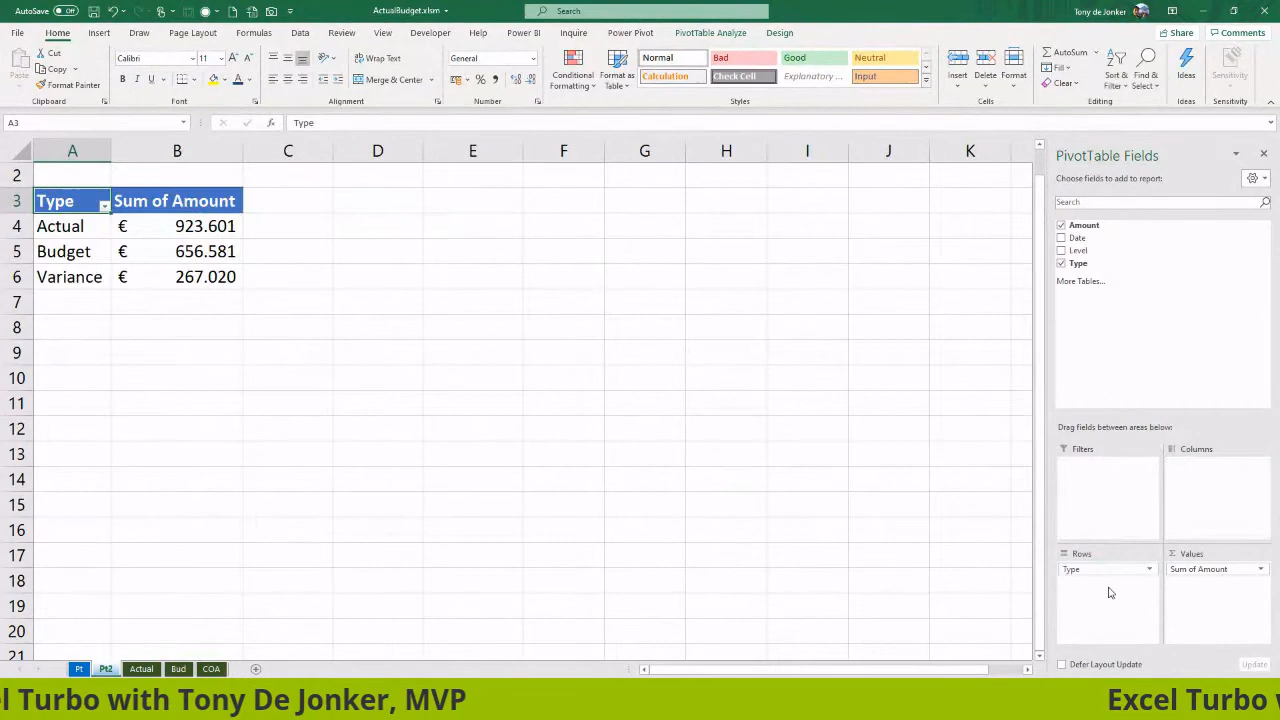 AutoSave Off
ActualBudget.xlsm
Search
Tony de Jonker
File Home Insert Draw Page Layout Formulas Data Review View Developer Help Power BI Inquire Power Pivot PivotTable Analyze Design
Share Comments
Paste
Cut
Copy
Format Painter
Clipboard
Calibri 11
B I U
Font
Wrap Text
Merge & Center
Alignment
General
Number
Conditional Formatting
Format as Table
Normal Bad Good Neutral
Calculation Check Cell Explanatory ... Input
Styles
Insert Delete Format
Cells
AutoSum
Fill
Clear
Sort & Filter
Find & Select
Editing
Ideas
Ideas
Sensitivity
Sensitivity
A3 fx Type
A B C D E F G H I J K
2
3 Type Sum of Amount
4 Actual € 923.601
5 Budget € 656.581
6 Variance € 267.020
7
8
9
10
11
12
13
14
15
16
17
18
19
20
21
PivotTable Fields
Choose fields to add to report:
Search
Amount
Date
Level
Type
More Tables...
Drag fields between areas below:
Filters Columns
Rows Σ Values
Type Sum of Amount
Defer Layout Update Update
Pt Pt2 Actual Bud COA
el Turbo with Tony De Jonker, MVP Excel Turbo